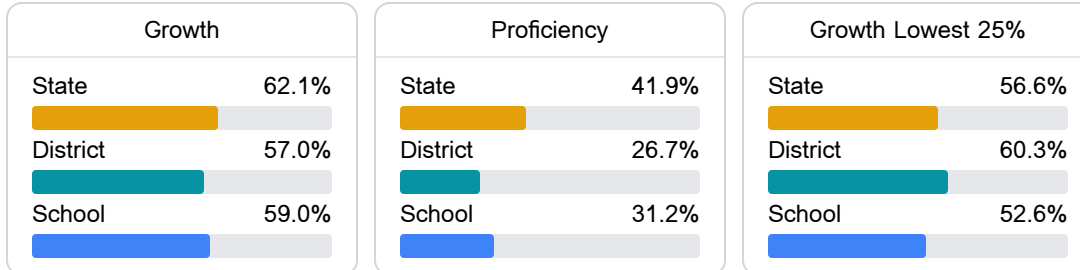 Growth
State 62.1%
District 57.0%
School 59.0%
Proficiency
State 41.9%
District 26.7%
School 31.2%
Growth Lowest 25%
State 56.6%
District 60.3%
School 52.6%